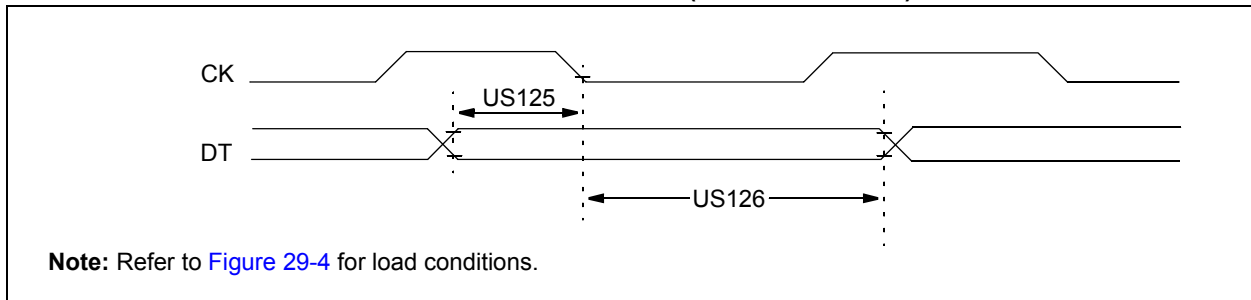 CK
US125
DT
US126
Note: Refer to Figure 29-4 for load conditions.